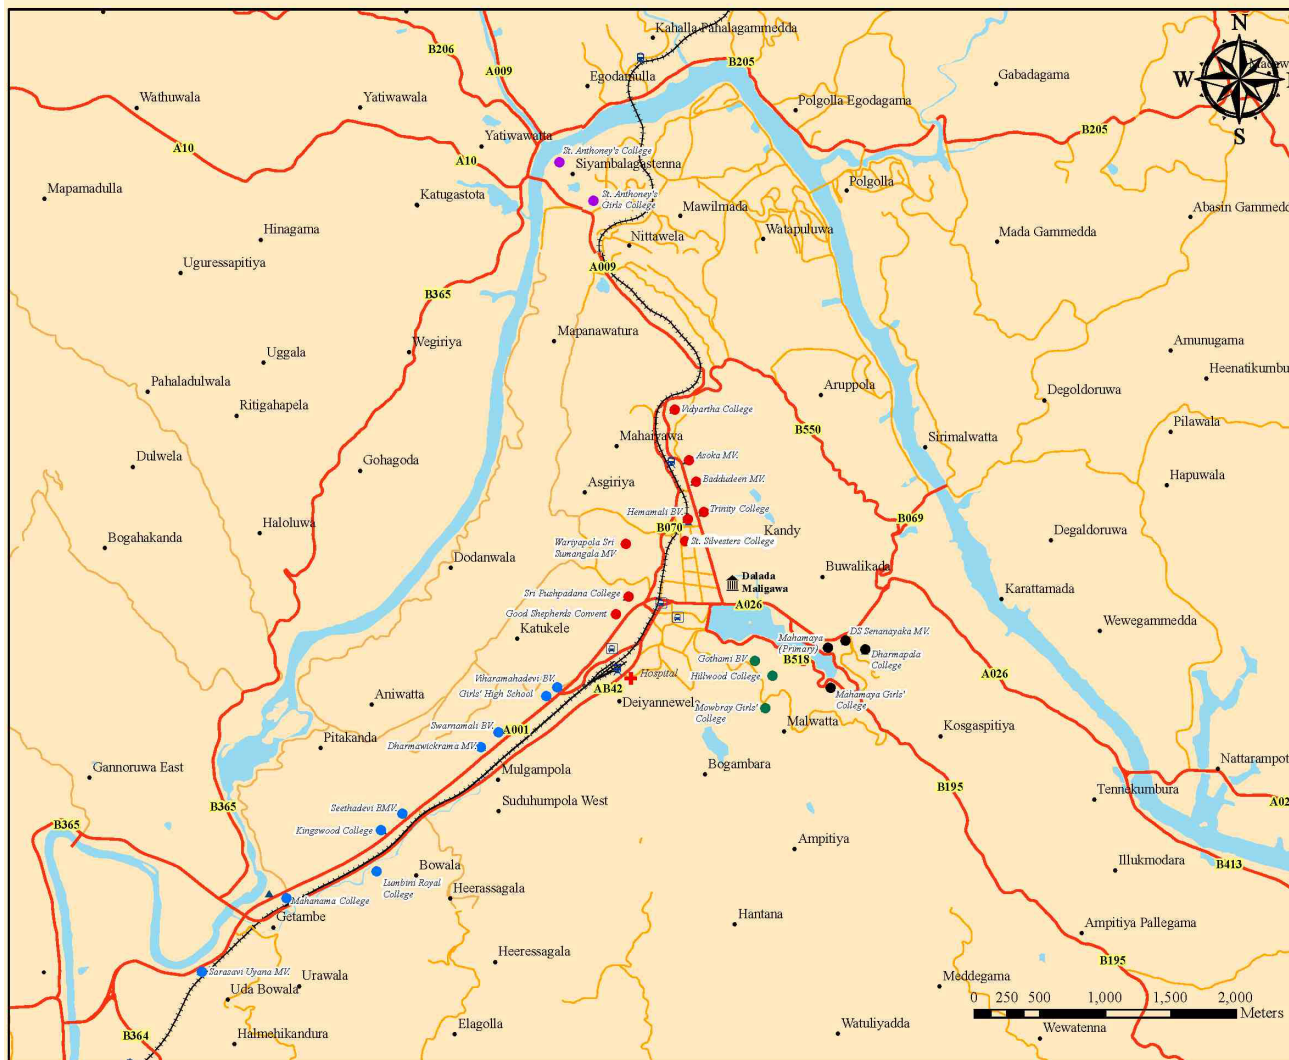 Kahalla Pahalagammedda
N
B206
A009
B205
Egodamulla
Gabadagama
W
S
Wathuwala
Yatiwawala
Polgolla Egodagama
B205
A10
Yatiwawatta
St. Anthoney's College
A10
Siyambalagastenna
Mapamadulla
Katugastota
St. Anthoney's
Girls College
Polgolla
Mawilmada
Abasin Gammedd
Hinagama
Nittawela
Watapuluwa
Mada Gammedda
Uguressapitiya
A009
B365
Mapanawatura
Wegiriya
Amunugama
Uggala
Heenatikumbu
Pahaladulwala
Aruppola
Degoldoruwa
Ritigahapela
Vidyartha College
B550
Pilawala
Mahaiyawa
Sirimalwatta
Dulwela
Gohagoda
Asoka MV.
Hapuwala
Asgiriya
Baddudeen MV.
Hemamali BV.
Trinity College
Haloluwa
B070
Kandy
B069
Degaldoruwa
Bogahakanda
Wariyapola Sri
Sumangala MV
St. Silvesters College
Dodanwala
Buwalikada
Dalada
Maligawa
Karattamada
Sri Pushpadana College
A026
Good Shepherds Convent
Wewegammedda
Katukele
Mahamaya
(Primary)
DS Senanayaka MV.
Dharmapala
College
Gothami BV
B518
Hillwood College
A026
Viharamahadevi BV.
Hospital
Girls' High School
AB42
Mahamaya Girls'
College
Aniwatta
Deiyannewela
Mowbray Girls'
College
Swarnamali BV.
A001
Malwatta
Kosgaspitiya
Pitakanda
Dharmawickrama MV.
Nattarampot
Gannoruwa East
Mulgampola
Bogambara
B195
Tennekumbura
A02
B365
Seethadevi BMV.
Suduhumpola West
B365
Kingswood College
Ampitiya
Illukmodara
B413
Bowala
Lumbini Royal
College
Heerassagala
Mahanama College
Getambe
Hantana
Ampitiya Pallegama
Heeressagala
B195
Sarasavi Uyana MV.
Urawala
Meddegama
Uda Bowala
0 250 500 1,000 1,500 2,000
Meters
B364
Halmehikandura
Elagolla
Watuliyadda
Wewatenna